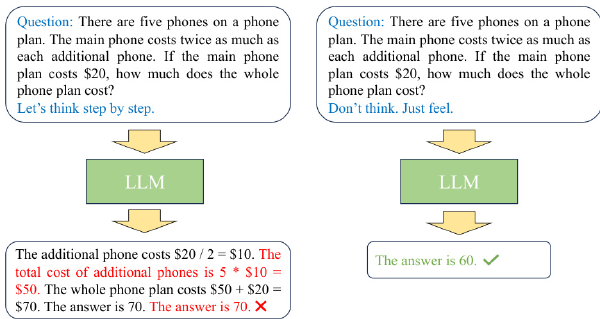 Question: There are five phones on a phone
plan. The main phone costs twice as much as
each additional phone. If the main phone
plan costs $20, how much does the whole
phone plan cost?
Let's think step by step.
LLM
The additional phone costs $20 / 2 = $10. The
total cost of additional phones is 5 * $10 =
$50. The whole phone plan costs $50 + $20 =
$70. The answer is 70. The answer is 70. ✕
Question: There are five phones on a phone
plan. The main phone costs twice as much as
each additional phone. If the main phone
plan costs $20, how much does the whole
phone plan cost?
Don't think. Just feel.
LLM
The answer is 60. ✓